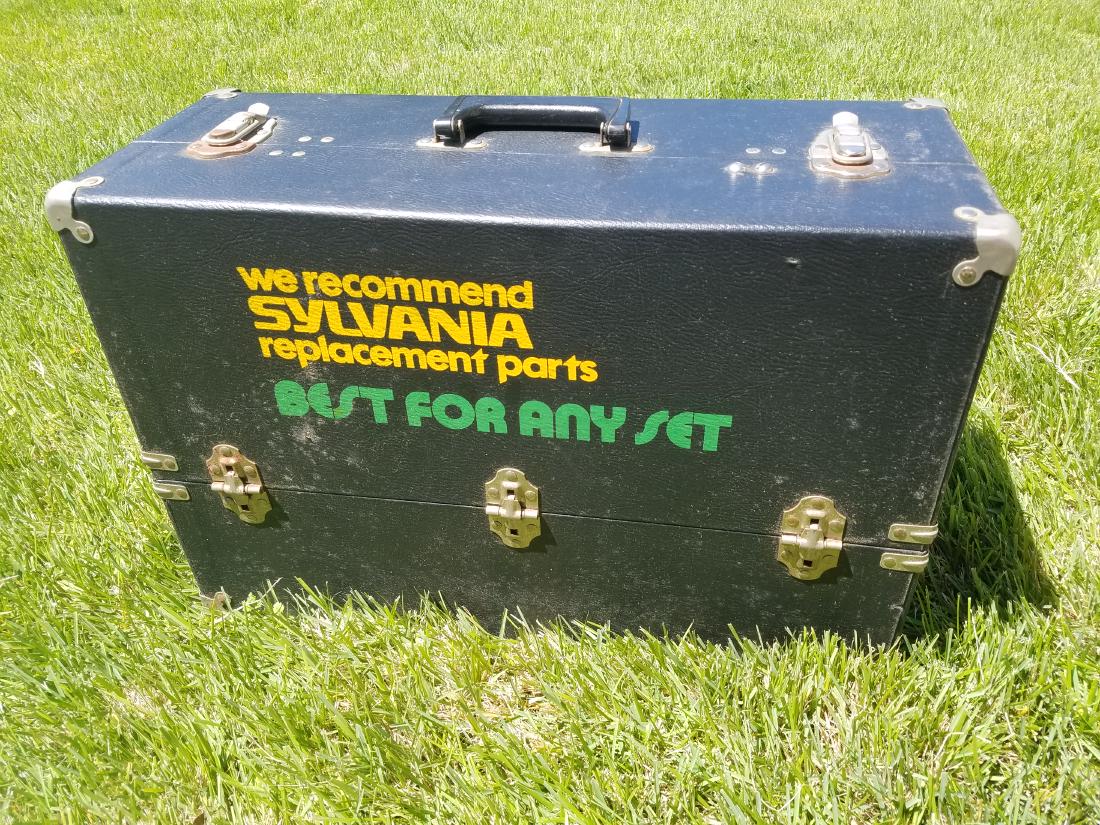 we recommend
SYLVANIA
replacement parts
BEST FOR ANY SET